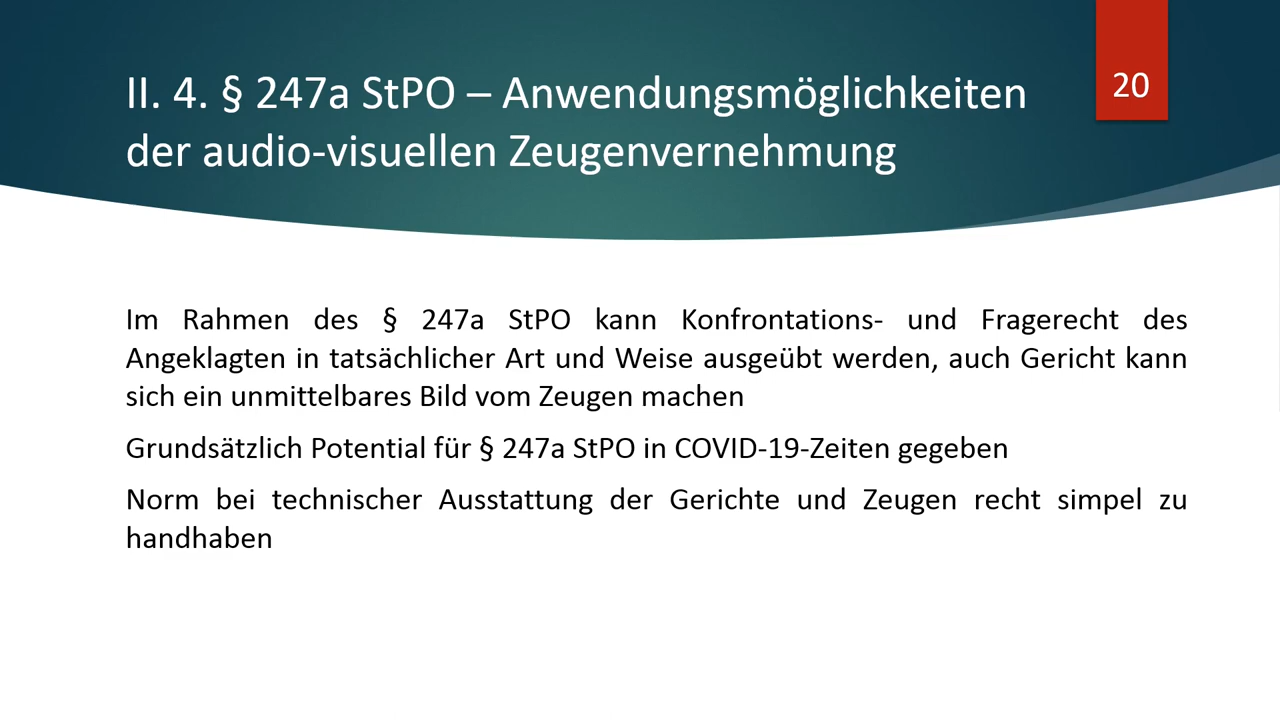 II. 4. § 247a StPO – Anwendungsmöglichkeiten
der audio-visuellen Zeugenvernehmung
20
Im Rahmen des § 247a StPO kann Konfrontations- und Fragerecht des
Angeklagten in tatsächlicher Art und Weise ausgeübt werden, auch Gericht kann
sich ein unmittelbares Bild vom Zeugen machen
Grundsätzlich Potential für § 247a StPO in COVID-19-Zeiten gegeben
Norm bei technischer Ausstattung der Gerichte und Zeugen recht simpel zu
handhaben